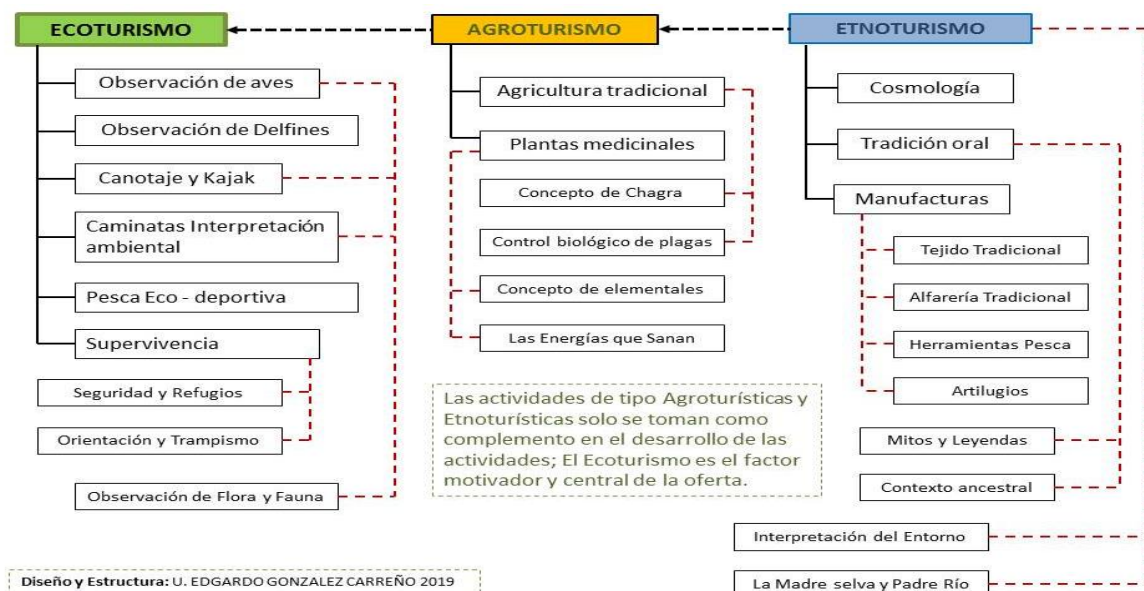 ECOTURISMO
Observación de aves
Observación de Delfines
Canotaje y Kajak
Caminatas Interpretación
ambiental
Pesca Eco - deportiva
Supervivencia
Seguridad y Refugios
Orientación y Trampismo
Observación de Flora y Fauna
AGROTURISMO
Agricultura tradicional
Plantas medicinales
Concepto de Chagra
Control biológico de plagas
Concepto de elementales
Las Energías que Sanan
Las actividades de tipo Agroturísticas y
Etnoturísticas solo se toman como
complemento en el desarrollo de las
actividades; El Ecoturismo es el factor
motivador y central de la oferta.
ETNOTURISMO
Cosmología
Tradición oral
Manufacturas
Tejido Tradicional
Alfarería Tradicional
Herramientas Pesca
Artilugios
Mitos y Leyendas
Contexto ancestral
Interpretación del Entorno
La Madre selva y Padre Río
Diseño y Estructura: U. EDGARDO GONZALEZ CARREÑO 2019